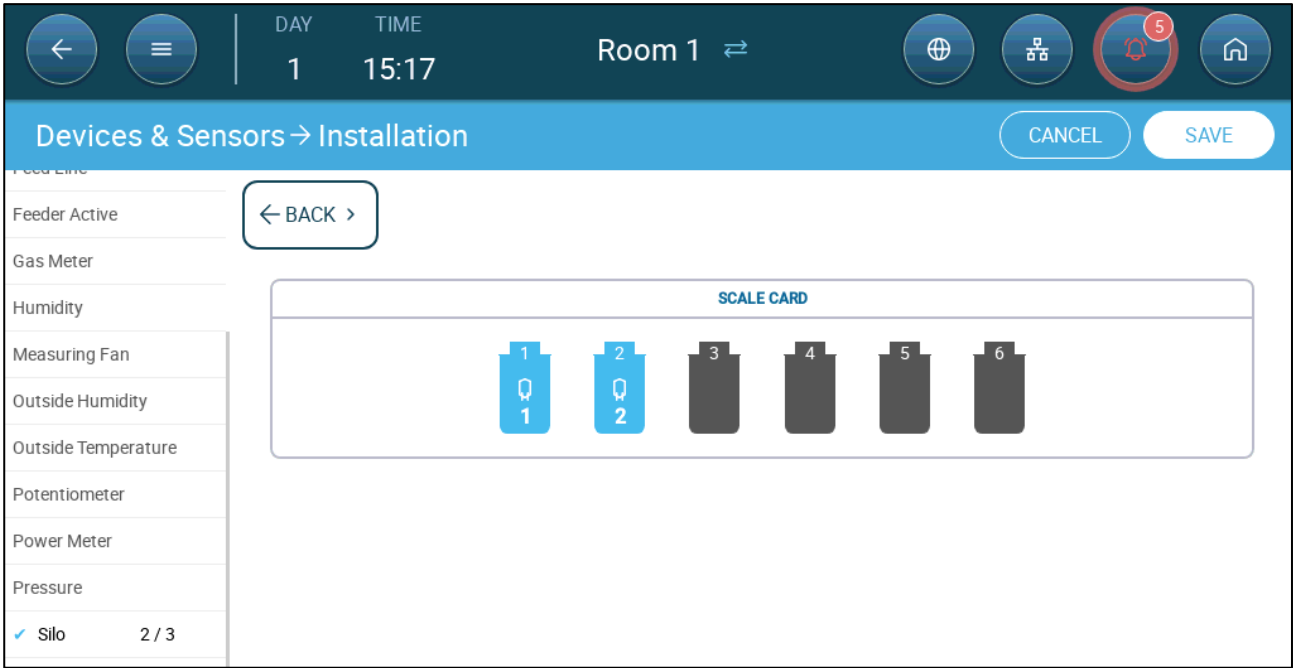 DAY TIME
1 15:17
Room 1
5
Devices & Sensors → Installation
CANCEL
SAVE
Feed Line
Feeder Active
Gas Meter
Humidity
Measuring Fan
Outside Humidity
Outside Temperature
Potentiometer
Power Meter
Pressure
✓ Silo 2 / 3
← BACK >
SCALE CARD
1 2 3 4 5 6
1 2